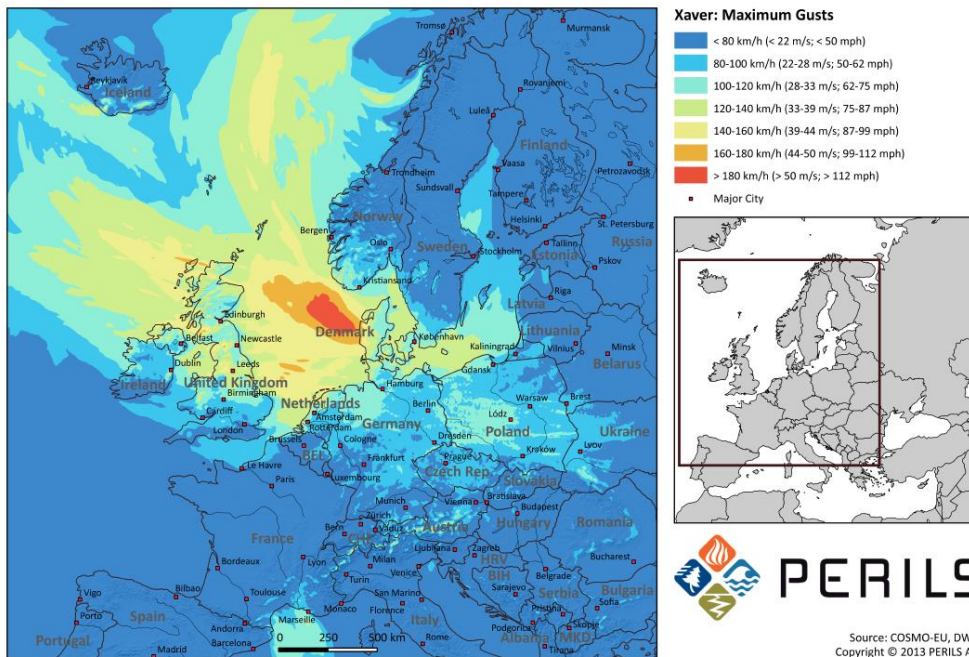 Xaver: Maximum Gusts
< 80 km/h (< 22 m/s; < 50 mph)
80-100 km/h (22-28 m/s; 50-62 mph)
100-120 km/h (28-33 m/s; 62-75 mph)
120-140 km/h (33-39 m/s; 75-87 mph)
140-160 km/h (39-44 m/s; 87-99 mph)
160-180 km/h (44-50 m/s; 99-112 mph)
> 180 km/h (> 50 m/s; > 112 mph)
Major City
Tromsø
Murmansk
Reykjavík
Iceland
Rovaniemi
Luleå
Finland
Trondheim
Vaasa
Petrozavodsk
Sundsvall
Tampere
Norway
Helsinki
St. Petersburg
Bergen
Oslo
Sweden
Stockholm
Tallinn
Russia
Estonia
Pskov
Kristiansand
Riga
Latvia
Edinburgh
Denmark
Lithuania
Belfast
Newcastle
København
Kaliningrad
Vilnius
Minsk
Dublin
Leeds
Gdansk
Belarus
Ireland
United Kingdom
Hamburg
Birmingham
Netherlands
Berlin
Warsaw
Brest
Cardiff
Amsterdam
Lódz
London
Rotterdam
Germany
Poland
Ukraine
Brussels
Cologne
Dresden
BEL
Prague
Kraków
Lvov
Le Havre
Frankfurt
Czech Rep.
Luxembourg
Slovakia
Paris
Munich
Vienna
Bratislava
Zürich
Budapest
Bern
Vaduz
Austria
Hungary
Romania
France
CHE
Ljubljana
Zagreb
Lyon
Milan
HRV
Bucharest
Bordeaux
Turin
Venice
BIH
Belgrade
Vigo
Bilbao
Toulouse
San Marino
Sarajevo
Serbia
Bulgaria
Porto
Spain
Monaco
Florence
Pristina
Sofia
Marseille
Andorra
Italy
Podgorica
Skopje
Portugal
Barcelona
Rome
Albania
MKD
Madrid
Tirana
0 250 500 km
PERILS
Source: COSMO-EU, DW
Copyright © 2013 PERILS A